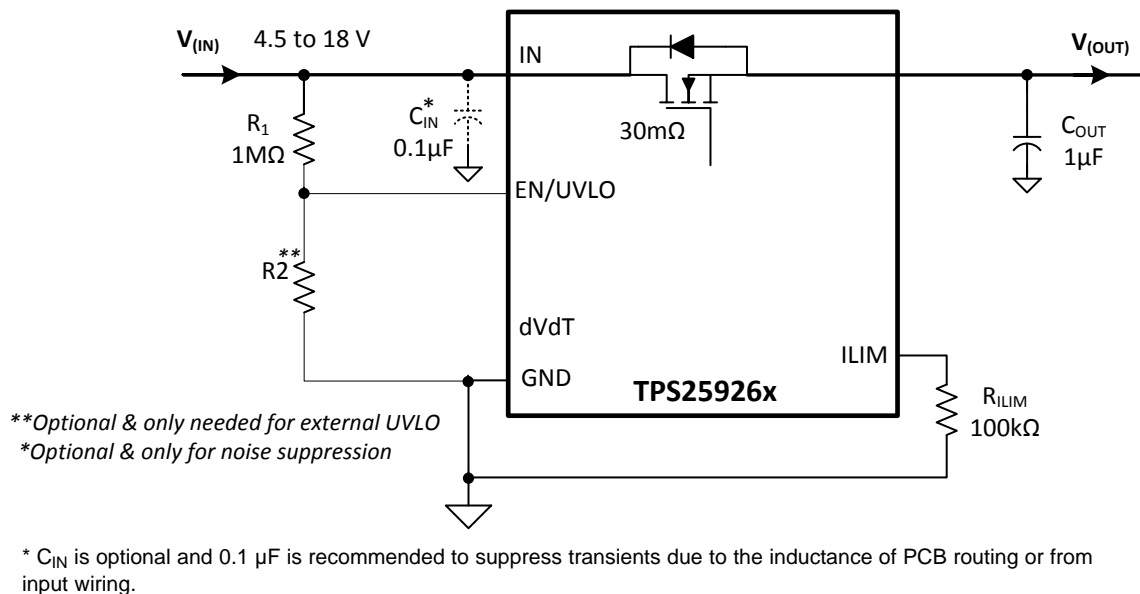 V(IN) 4.5 to 18 V
IN
V(OUT)
R1
1MΩ
CIN*
0.1µF
30mΩ
COUT
1µF
EN/UVLO
R2**
dVdT
ILIM
GND
TPS25926x
RILIM
100kΩ
**Optional & only needed for external UVLO
*Optional & only for noise suppression
* CIN is optional and 0.1 µF is recommended to suppress transients due to the inductance of PCB routing or from
input wiring.